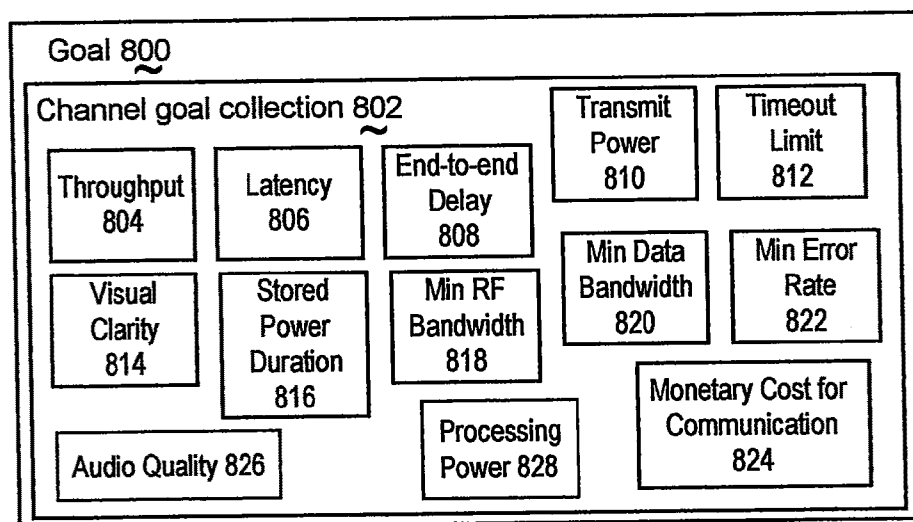 Goal 800
Channel goal collection 802
Throughput
804
Latency
806
End-to-end
Delay
808
Transmit
Power
810
Timeout
Limit
812
Visual
Clarity
814
Stored
Power
Duration
816
Min RF
Bandwidth
818
Min Data
Bandwidth
820
Min Error
Rate
822
Monetary Cost for
Communication
824
Audio Quality 826
Processing
Power 828